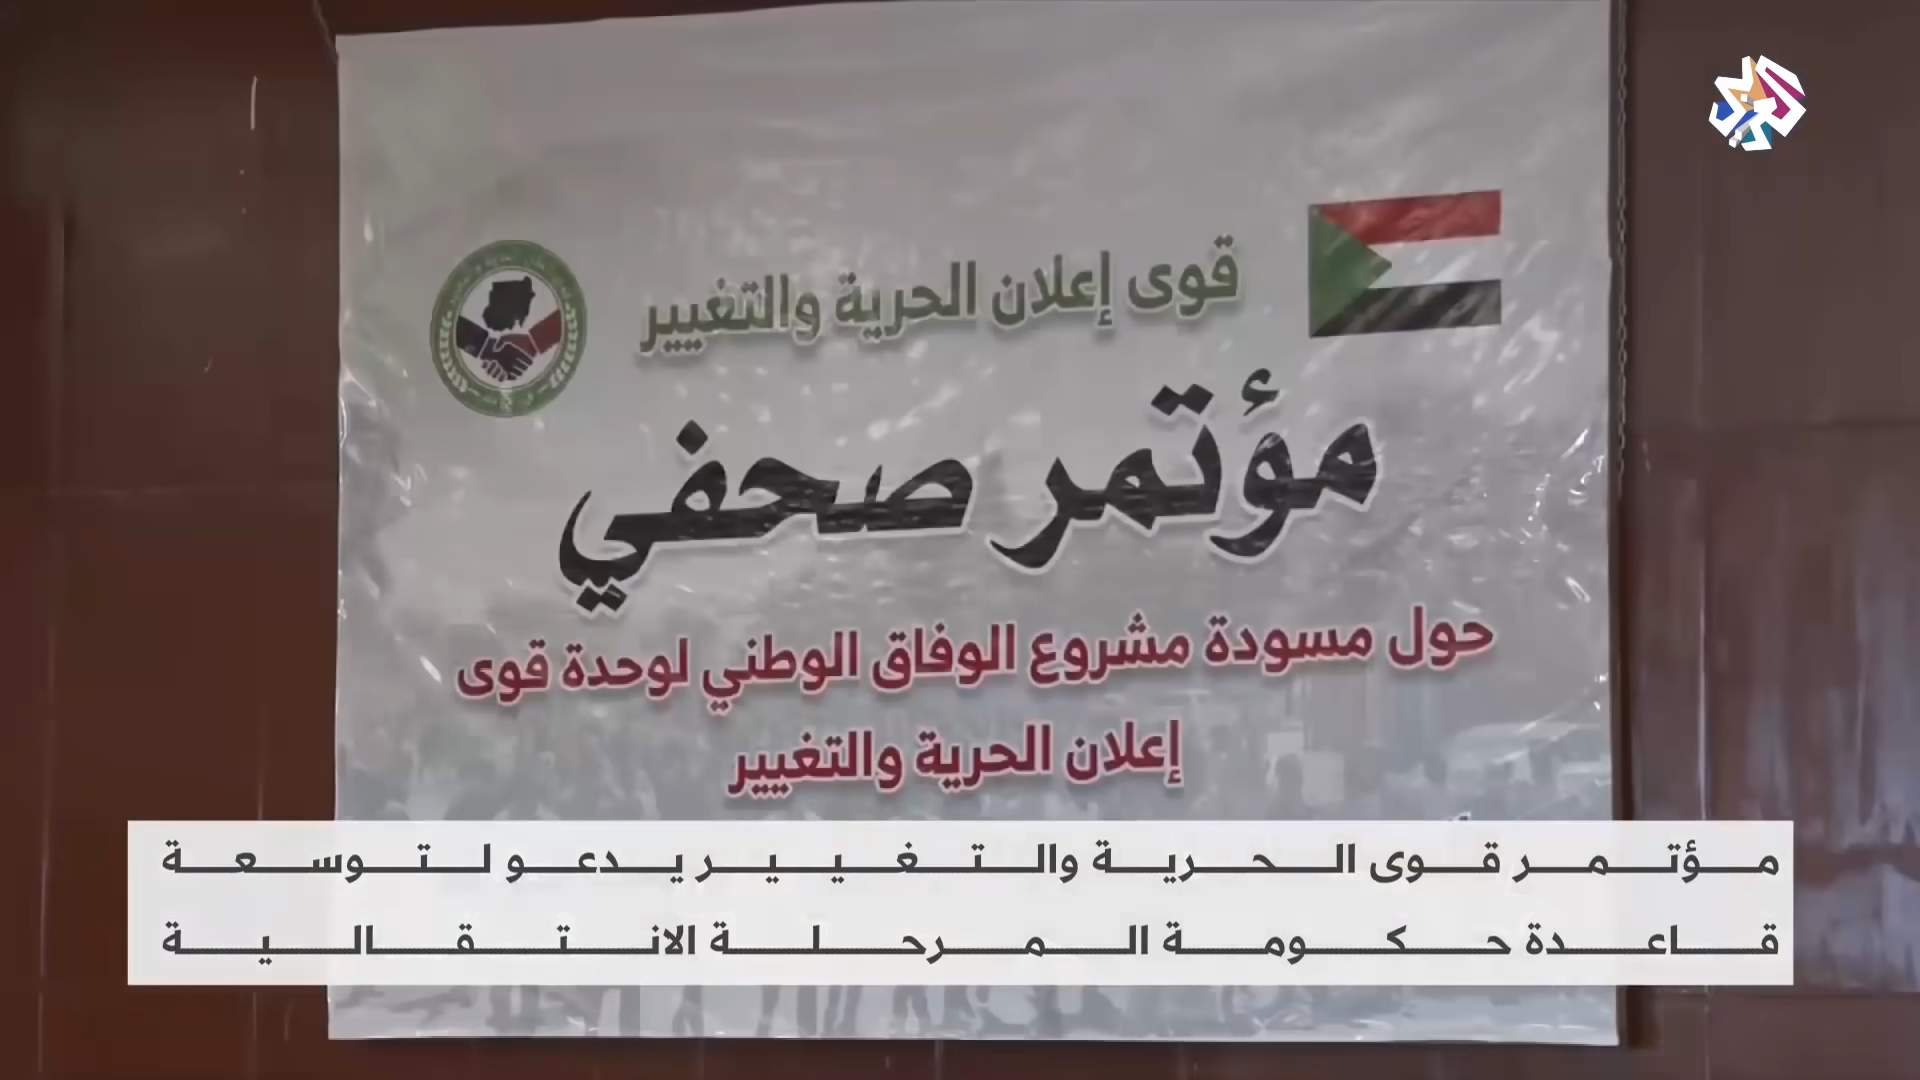 قوى إعلان الحرية والتغيير
مؤتمر صحفي
حول مسودة مشروع الوفاق الوطني لوحدة قوى
إعلان الحرية والتغيير
مؤتمر قوى الحرية والتغيير يدعو لتوسعة
قاعدة حكومة المرحلة الانتقالية